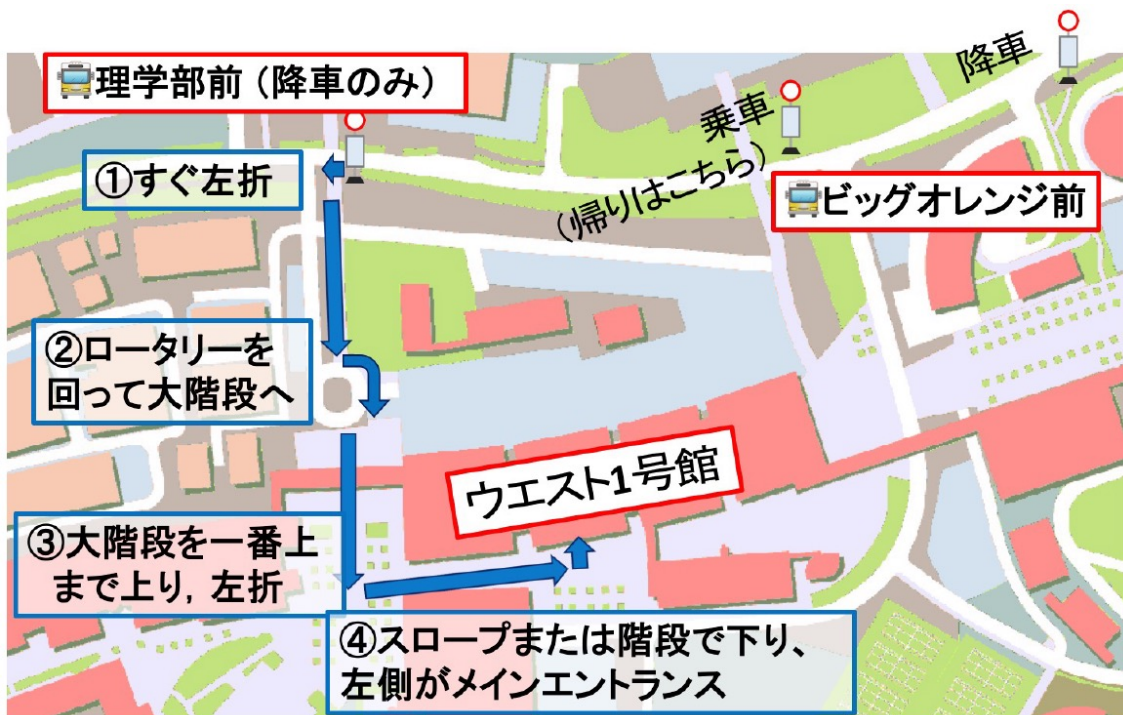 理学部前（降車のみ）
降車
乗車
（帰りはこちら）
①すぐ左折
ビッグオレンジ前
②ロータリーを
回って大階段へ
ウエスト1号館
③大階段を一番上
まで上り，左折
④スロープまたは階段で下り、
左側がメインエントランス